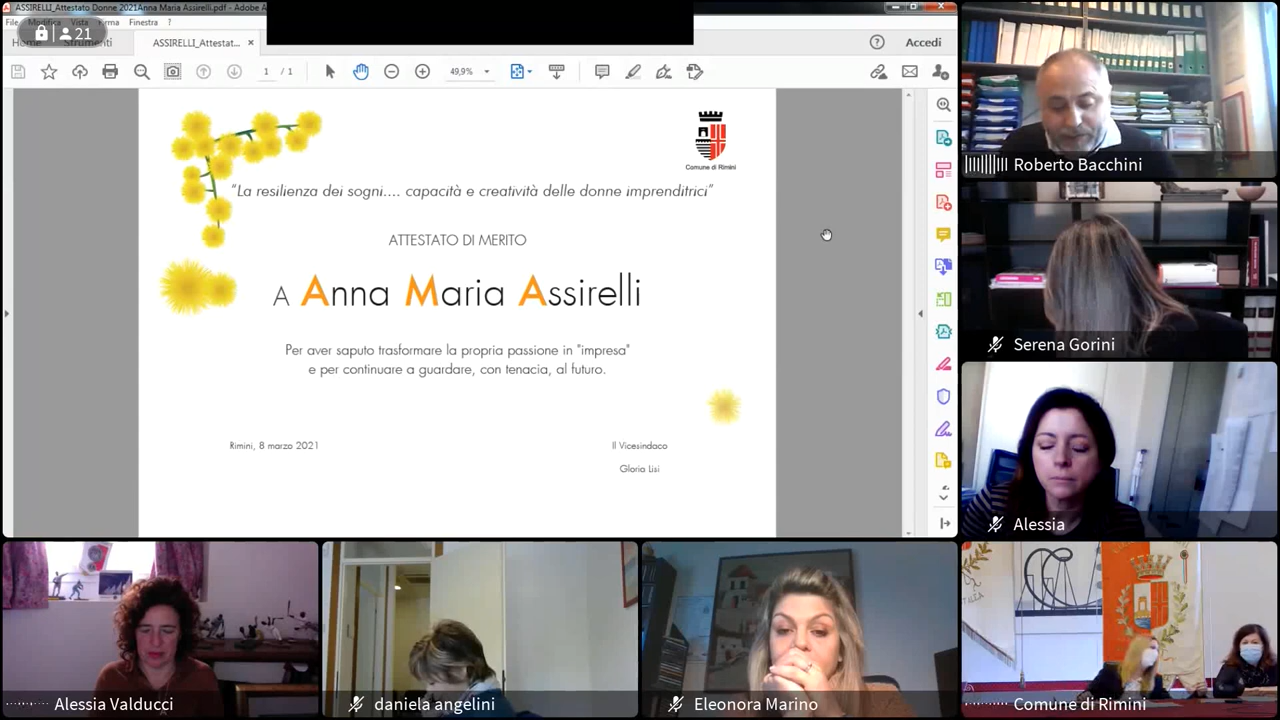 ASSIRELLI_Attestato Donne 2021Anna Maria Assirelli.pdf - Adobe A
File Modifica Vista Firma Finestra ?
21
Home Strumenti ASSIRELLI_Attestat... ×
Accedi
1 / 1
49,9%
Comune di Rimini
"La resilienza dei sogni.... capacità e creatività delle donne imprenditrici"
ATTESTATO DI MERITO
A Anna Maria Assirelli
Per aver saputo trasformare la propria passione in "impresa"
e per continuare a guardare, con tenacia, al futuro.
Rimini, 8 marzo 2021
Il Vicesindaco
Gloria Lisi
Roberto Bacchini
Serena Gorini
Alessia
Alessia Valducci
daniela angelini
Eleonora Marino
Comune di Rimini